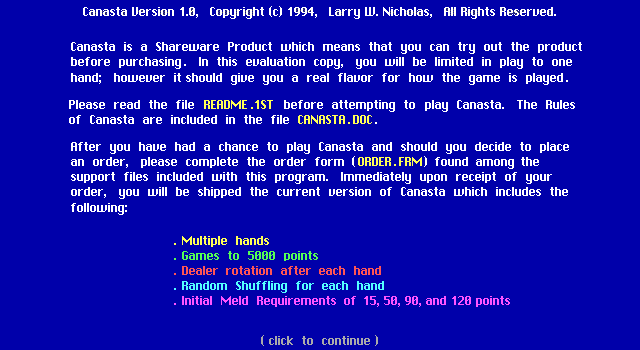 Canasta Version 1.0, Copyright (c) 1994, Larry W. Nicholas, All Rights Reserved.
Canasta is a Shareware Product which means that you can try out the product
before purchasing. In this evaluation copy, you will be limited in play to one
hand; however it should give you a real flavor for how the game is played.
Please read the file README.1ST before attempting to play Canasta. The Rules
of Canasta are included in the file CANASTA.DOC.
After you have had a chance to play Canasta and should you decide to place
an order, please complete the order form (ORDER.FRM) found among the
support files included with this program. Immediately upon receipt of your
order, you will be shipped the current version of Canasta which includes the
following:
. Multiple hands
. Games to 5000 points
. Dealer rotation after each hand
. Random Shuffling for each hand
. Initial Meld Requirements of 15, 50, 90, and 120 points
( click to continue )